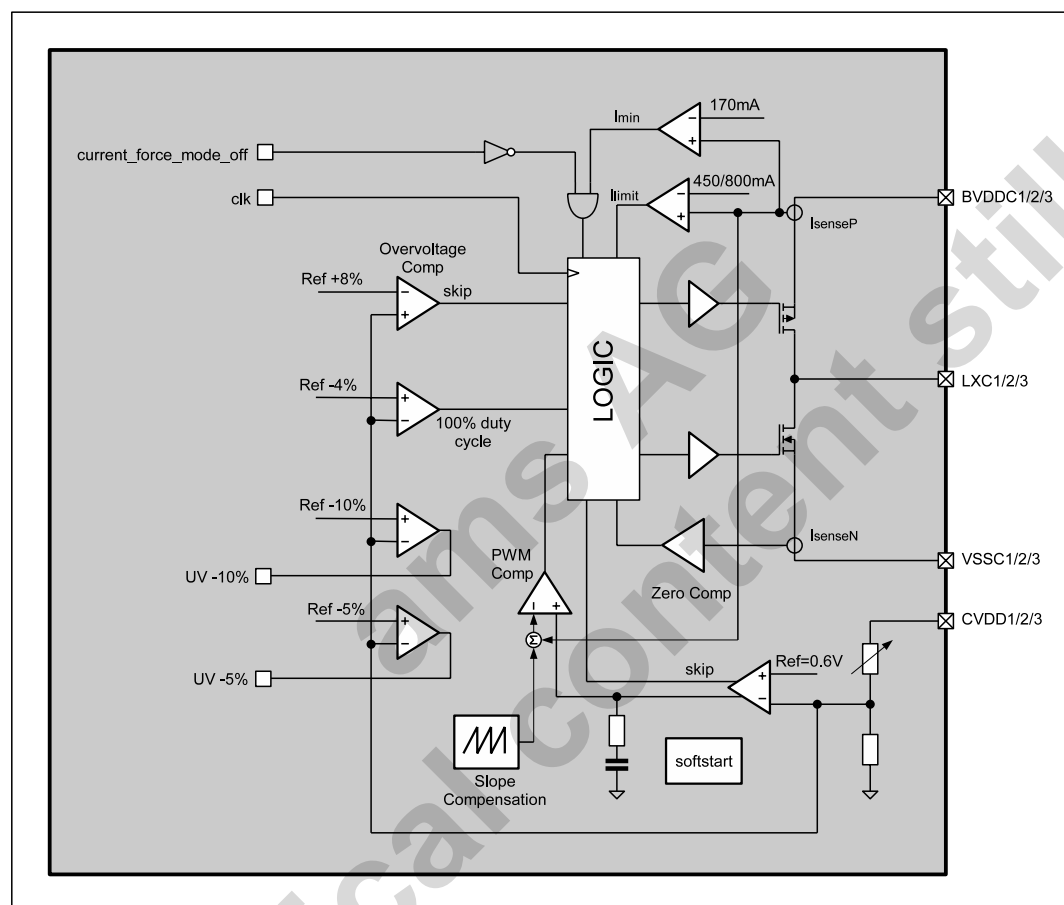 170mA
Imin
current_force_mode_off
450/800mA
clk
Ilimit
BVDDC1/2/3
IsenseP
Overvoltage
Comp
Ref +8%
skip
LOGIC
Ref -4%
LXC1/2/3
100% duty
cycle
Ref -10%
IsenseN
PWM
Comp
VSSC1/2/3
UV -10%
Zero Comp
Ref -5%
CVDD1/2/3
Σ
skip
Ref=0.6V
UV -5%
softstart
Slope
Compensation
ams AG
cal content still